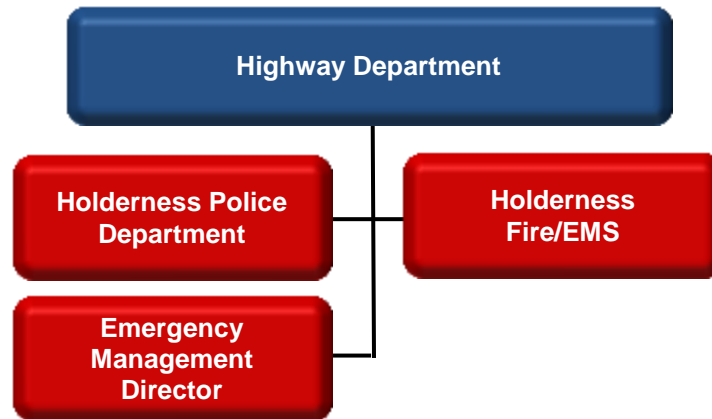 Highway Department
Holderness Police
Department
Holderness
Fire/EMS
Emergency
Management
Director